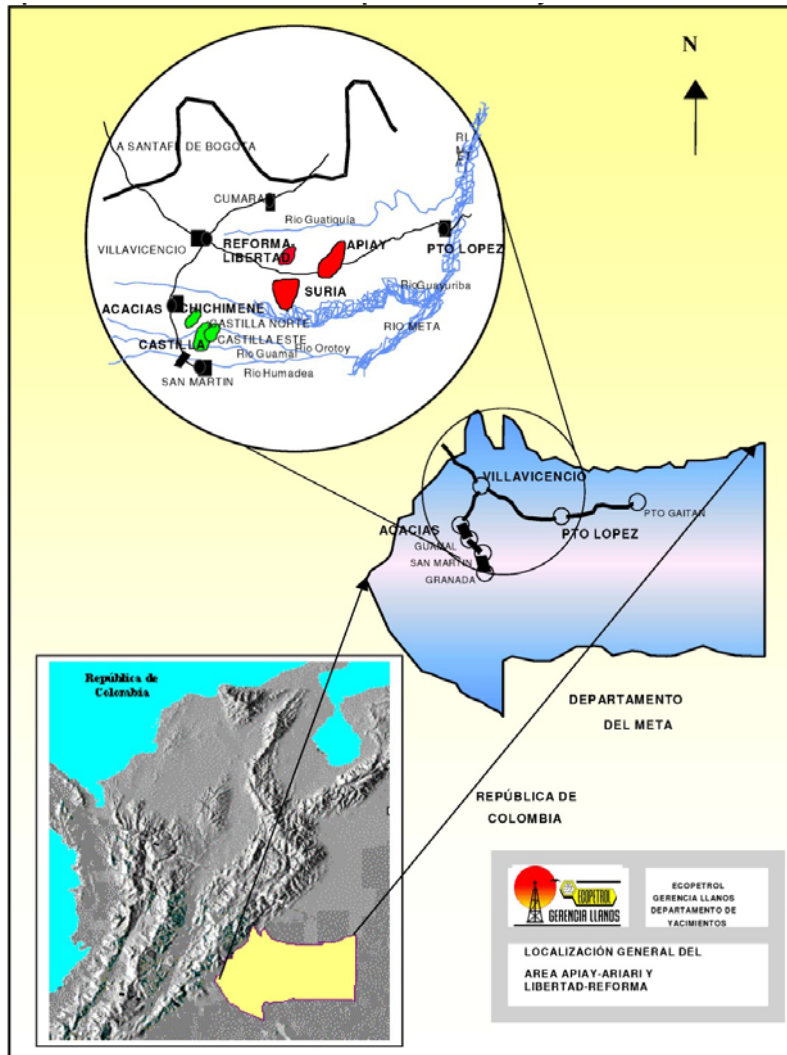 N
A SANTAFE DE BOGOTA
CUMARAL
Rio Guatiquía
VILLAVICENCIO
REFORMA-
LIBERTAD
APIAY
PTO LOPEZ
SURIA
Rio Guayuriba
ACACIAS
CHICHIMENE
CASTILLA NORTE
RIO META
CASTILLA
CASTILLA ESTE
Rio Orotoy
Rio Guamal
Rio Humadea
SAN MARTIN
VILLAVICENCIO
PTO GAITAN
ACACIAS
PTO LOPEZ
GUAMAL
SAN MARTIN
GRANADA
República de
Colombia
DEPARTAMENTO
DEL META
REPÚBLICA DE
COLOMBIA
ECOPETROL
GERENCIA LLANOS
ECOPETROL
GERENCIA LLANOS
DEPARTAMENTO DE
YACIMIENTOS
LOCALIZACIÓN GENERAL DEL
AREA APIAY-ARIARI Y
LIBERTAD-REFORMA